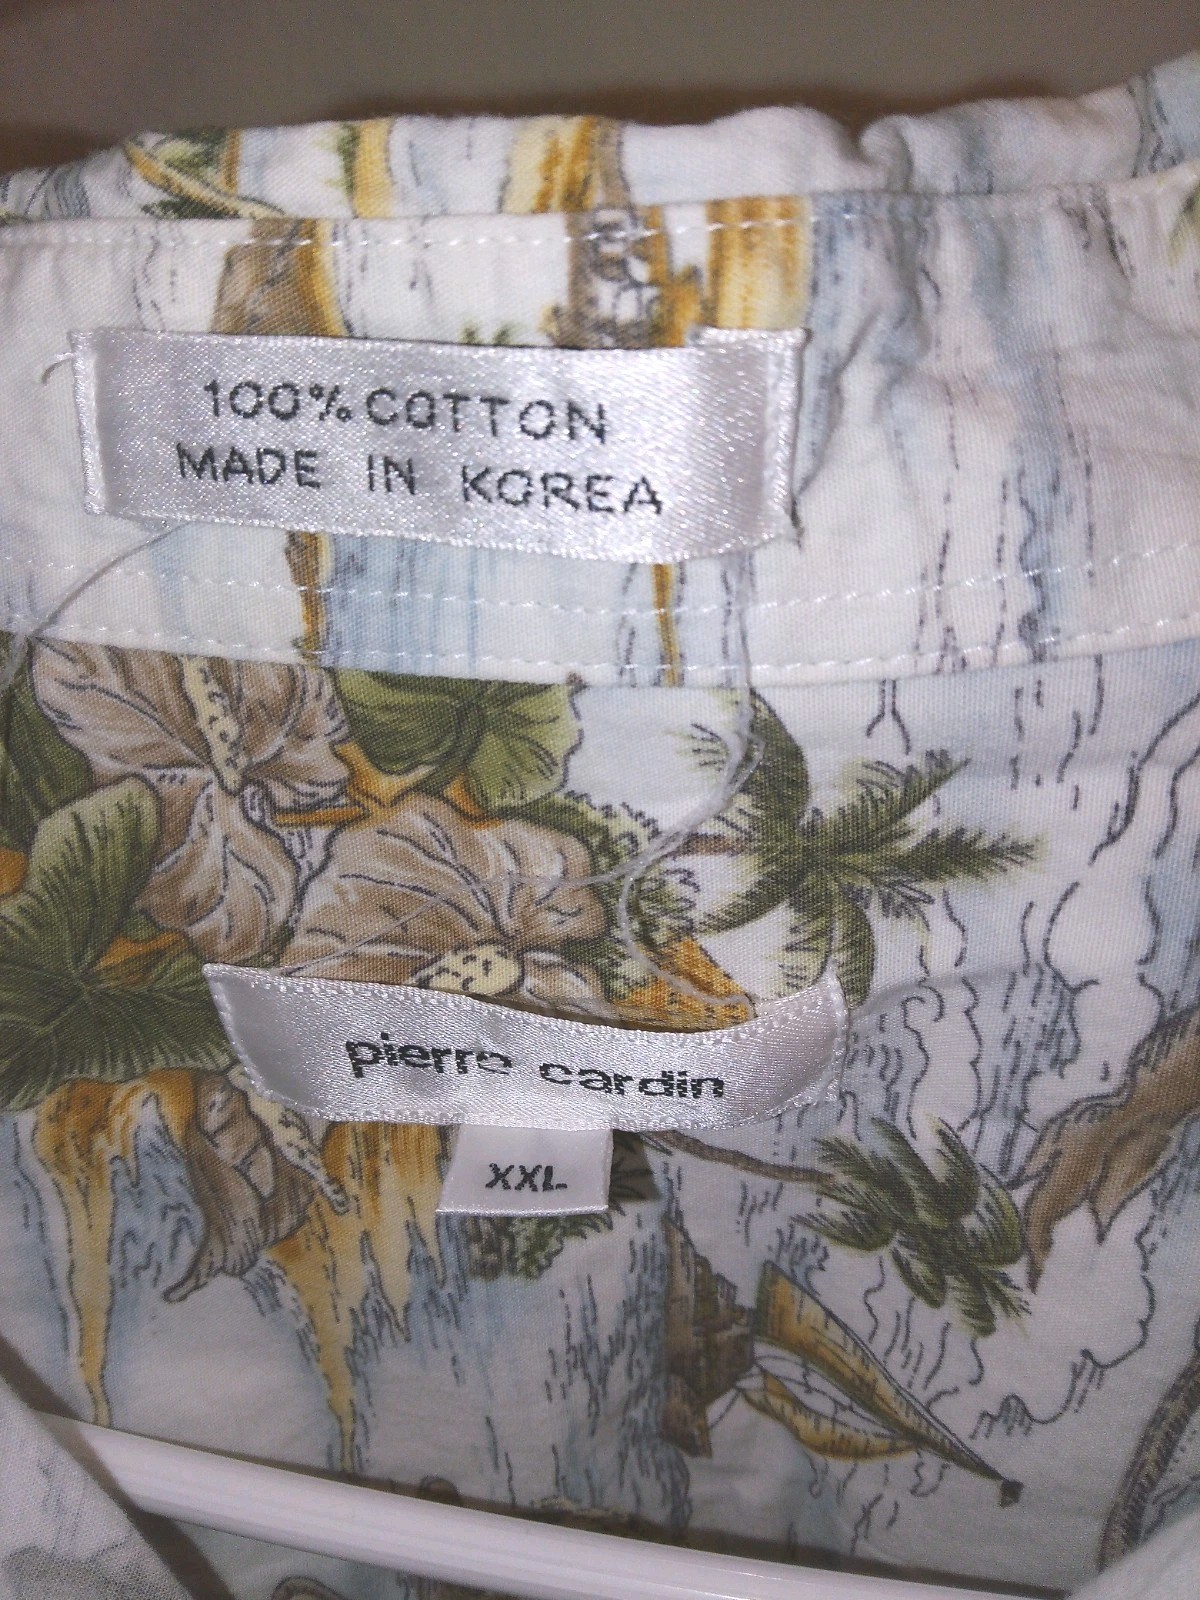 100% COTTON
MADE IN KOREA
pierre cardin
XXL